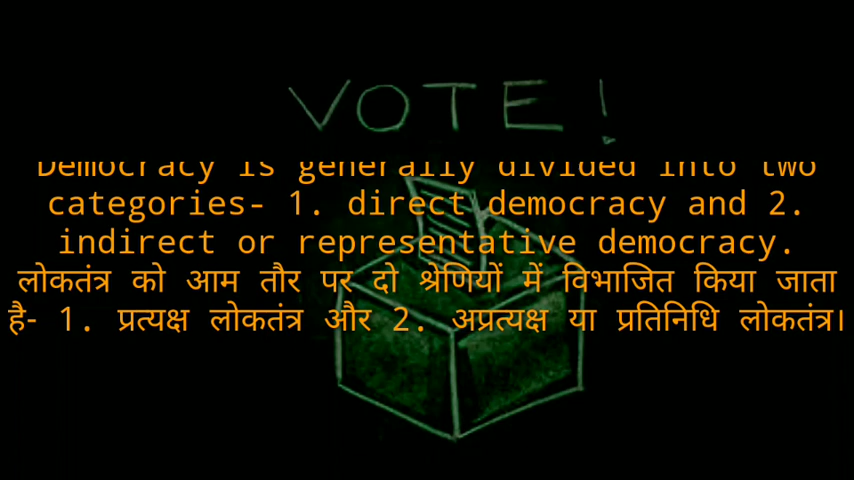 VOTE!
Democracy is generally divided into two
categories- 1. direct democracy and 2.
indirect or representative democracy.
लोकतंत्र को आम तौर पर दो श्रेणियों में विभाजित किया जाता
है- 1. प्रत्यक्ष लोकतंत्र और 2. अप्रत्यक्ष या प्रतिनिधि लोकतंत्र।